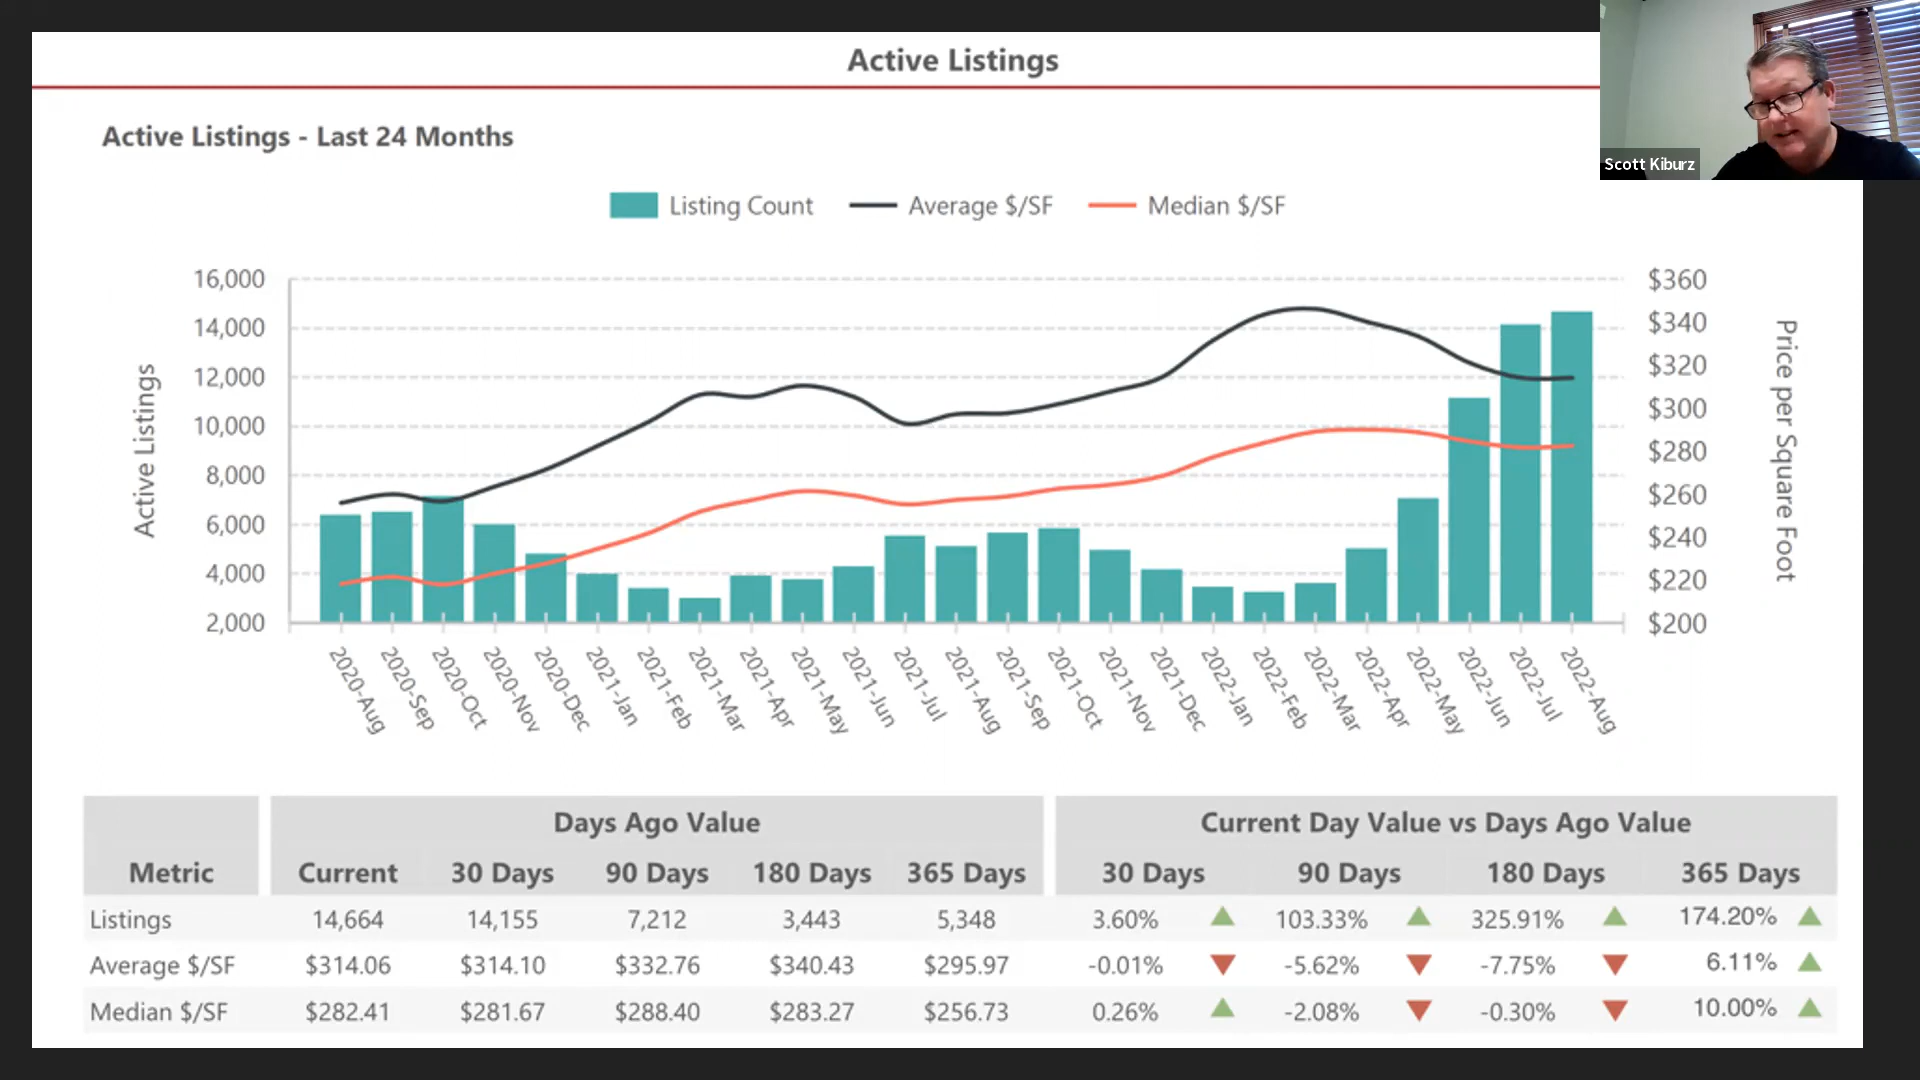 Active Listings
Scott Kiburz
Active Listings - Last 24 Months
Listing Count Average $/SF Median $/SF
Active Listings
16,000
14,000
12,000
10,000
8,000
6,000
4,000
2,000
$360
$340
$320
$300
$280
$260
$240
$220
$200
Price per Square Foot
2020-Aug
2020-Sep
2020-Oct
2020-Nov
2020-Dec
2021-Jan
2021-Feb
2021-Mar
2021-Apr
2021-May
2021-Jun
2021-Jul
2021-Aug
2021-Sep
2021-Oct
2021-Nov
2021-Dec
2022-Jan
2022-Feb
2022-Mar
2022-Apr
2022-May
2022-Jun
2022-Jul
2022-Aug
Days Ago Value Current Day Value vs Days Ago Value
Metric Current 30 Days 90 Days 180 Days 365 Days 30 Days 90 Days 180 Days 365 Days
Listings 14,664 14,155 7,212 3,443 5,348 3.60% 103.33% 325.91% 174.20%
Average $/SF $314.06 $314.10 $332.76 $340.43 $295.97 -0.01% -5.62% -7.75% 6.11%
Median $/SF $282.41 $281.67 $288.40 $283.27 $256.73 0.26% -2.08% -0.30% 10.00%